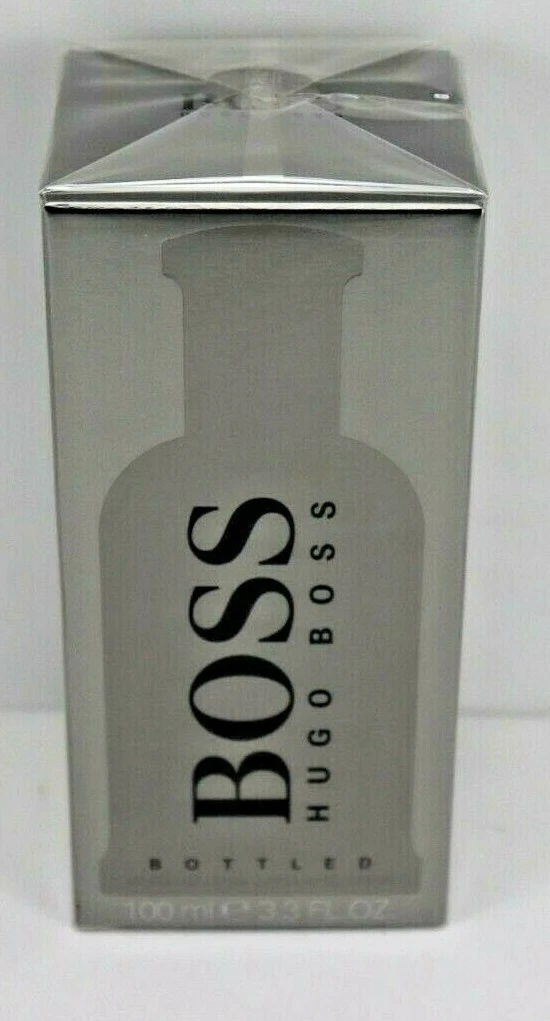 BOSS
HUGO BOSS
BOTTLED
100 ml ℮ 3.3 FL OZ